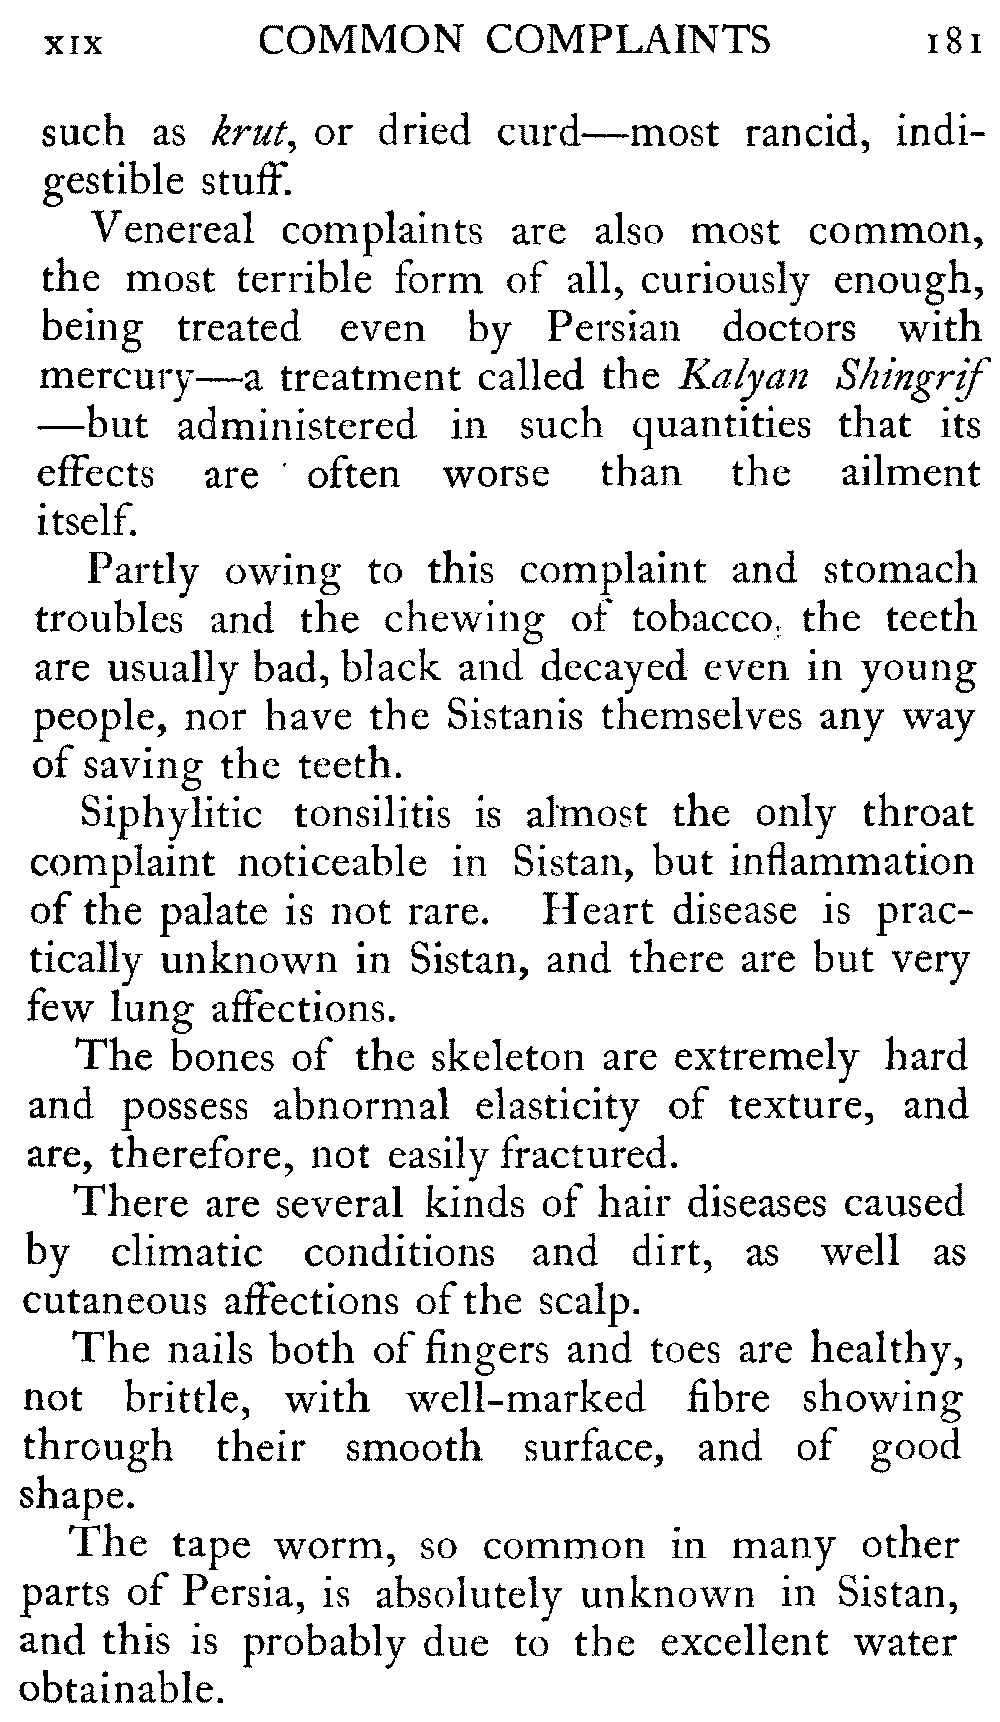 XIX COMMON COMPLAINTS 181
such as krut, or dried curd—most rancid, indi-
gestible stuff.
Venereal complaints are also most common,
the most terrible form of all, curiously enough,
being treated even by Persian doctors with
mercury—a treatment called the Kalyan Shingrif
—but administered in such quantities that its
effects are often worse than the ailment
itself.
Partly owing to this complaint and stomach
troubles and the chewing of tobacco, the teeth
are usually bad, black and decayed even in young
people, nor have the Sistanis themselves any way
of saving the teeth.
Siphylitic tonsilitis is almost the only throat
complaint noticeable in Sistan, but inflammation
of the palate is not rare. Heart disease is prac-
tically unknown in Sistan, and there are but very
few lung affections.
The bones of the skeleton are extremely hard
and possess abnormal elasticity of texture, and
are, therefore, not easily fractured.
There are several kinds of hair diseases caused
by climatic conditions and dirt, as well as
cutaneous affections of the scalp.
The nails both of fingers and toes are healthy,
not brittle, with well-marked fibre showing
through their smooth surface, and of good
shape.
The tape worm, so common in many other
parts of Persia, is absolutely unknown in Sistan,
and this is probably due to the excellent water
obtainable.